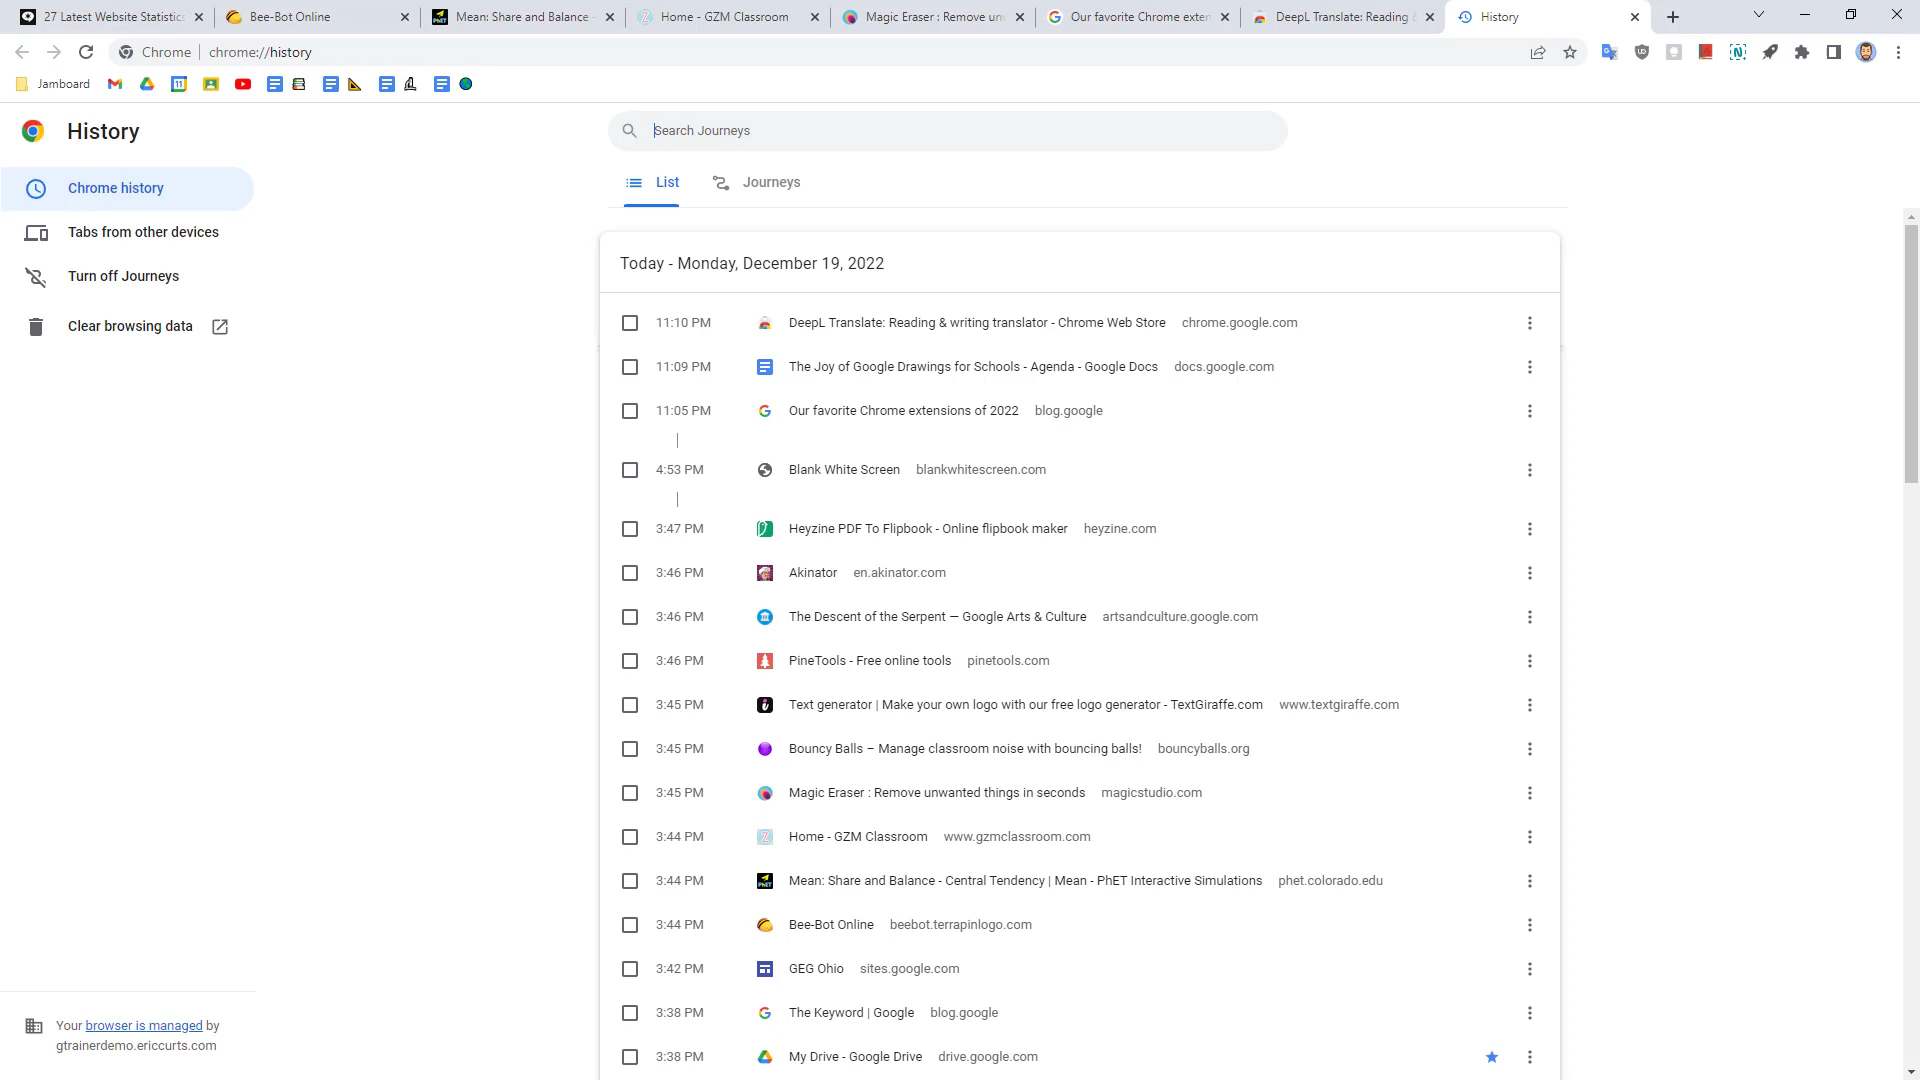 27 Latest Website Statistics
Bee-Bot Online
Mean: Share and Balance -
Home - GZM Classroom
Magic Eraser : Remove un
Our favorite Chrome exten
DeepL Translate: Reading &
History
Chrome
chrome://history
Jamboard
History
Search Journeys
Chrome history
Tabs from other devices
Turn off Journeys
Clear browsing data
List
Journeys
Today - Monday, December 19, 2022
11:10 PM DeepL Translate: Reading & writing translator - Chrome Web Store chrome.google.com
11:09 PM The Joy of Google Drawings for Schools - Agenda - Google Docs docs.google.com
11:05 PM Our favorite Chrome extensions of 2022 blog.google
4:53 PM Blank White Screen blankwhitescreen.com
3:47 PM Heyzine PDF To Flipbook - Online flipbook maker heyzine.com
3:46 PM Akinator en.akinator.com
3:46 PM The Descent of the Serpent — Google Arts & Culture artsandculture.google.com
3:46 PM PineTools - Free online tools pinetools.com
3:45 PM Text generator | Make your own logo with our free logo generator - TextGiraffe.com www.textgiraffe.com
3:45 PM Bouncy Balls – Manage classroom noise with bouncing balls! bouncyballs.org
3:45 PM Magic Eraser : Remove unwanted things in seconds magicstudio.com
3:44 PM Home - GZM Classroom www.gzmclassroom.com
3:44 PM Mean: Share and Balance - Central Tendency | Mean - PhET Interactive Simulations phet.colorado.edu
3:44 PM Bee-Bot Online beebot.terrapinlogo.com
3:42 PM GEG Ohio sites.google.com
3:38 PM The Keyword | Google blog.google
3:38 PM My Drive - Google Drive drive.google.com
Your browser is managed by
gtrainerdemo.ericcurts.com